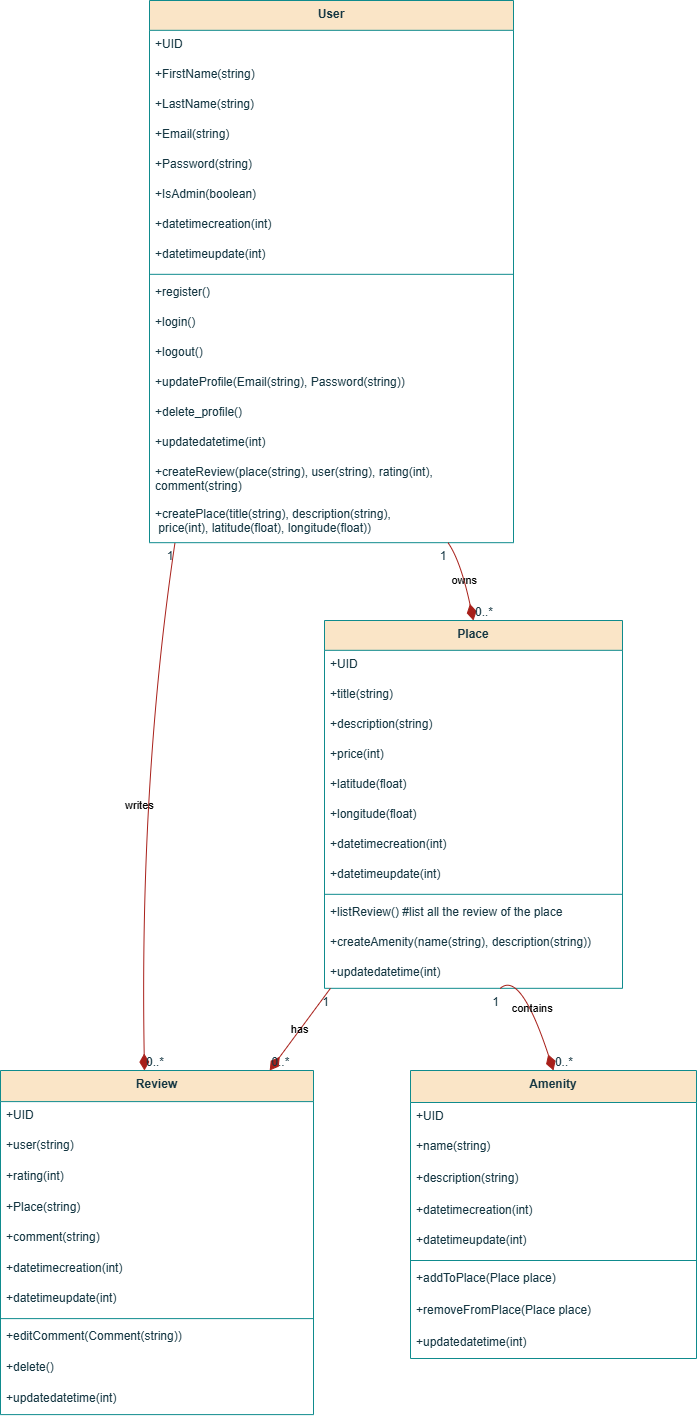 User
+UID
+FirstName(string)
+LastName(string)
+Email(string)
+Password(string)
+IsAdmin(boolean)
+datetimecreation(int)
+datetimeupdate(int)
+register()
+login()
+logout()
+updateProfile(Email(string), Password(string))
+delete_profile()
+updatedatetime(int)
+createReview(place(string), user(string), rating(int),
comment(string)
+createPlace(title(string), description(string),
price(int), latitude(float), longitude(float))
1
1
owns
0..*
Place
+UID
+title(string)
+description(string)
+price(int)
+latitude(float)
+longitude(float)
+datetimecreation(int)
+datetimeupdate(int)
+listReview() #list all the review of the place
+createAmenity(name(string), description(string))
+updatedatetime(int)
writes
1
1
has
contains
0..*
0..*
0..*
Review
+UID
+user(string)
+rating(int)
+Place(string)
+comment(string)
+datetimecreation(int)
+datetimeupdate(int)
+editComment(Comment(string))
+delete()
+updatedatetime(int)
Amenity
+UID
+name(string)
+description(string)
+datetimecreation(int)
+datetimeupdate(int)
+addToPlace(Place place)
+removeFromPlace(Place place)
+updatedatetime(int)